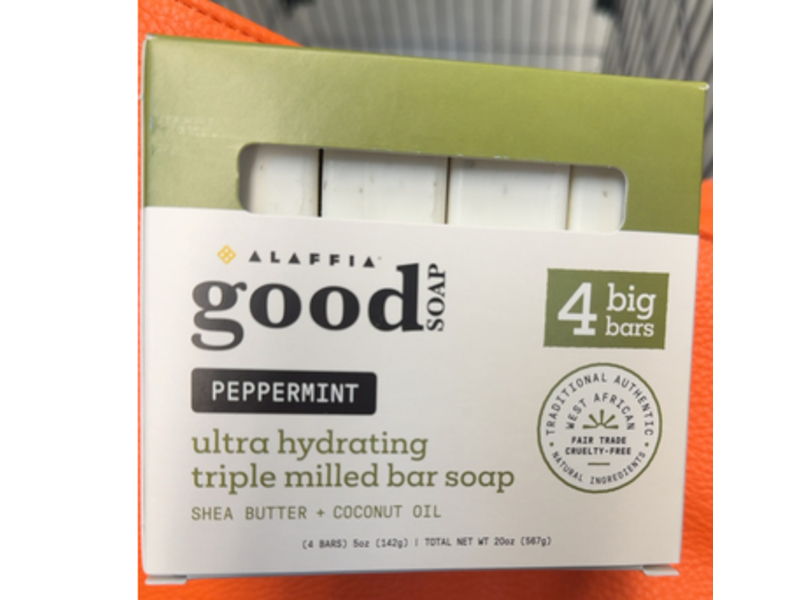 ALAFFIA
good SOAP
4 big bars
PEPPERMINT
ultra hydrating
triple milled bar soap
SHEA BUTTER + COCONUT OIL
TRADITIONAL AUTHENTIC
WEST AFRICAN
FAIR TRADE
CRUELTY-FREE
NATURAL INGREDIENTS
(4 BARS) 5oz (142g) | TOTAL NET WT 20oz (567g)